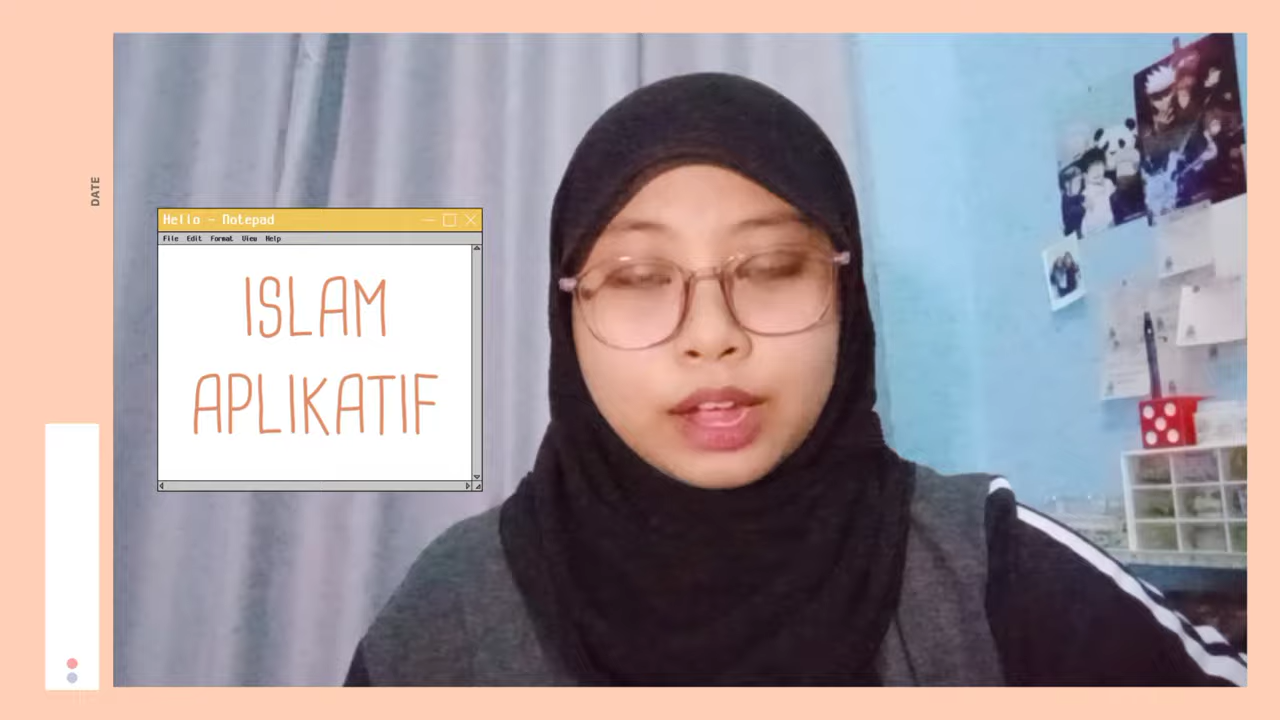 DATE
Hello - Notepad
File Edit Format View Help
ISLAM
APLIKATIF